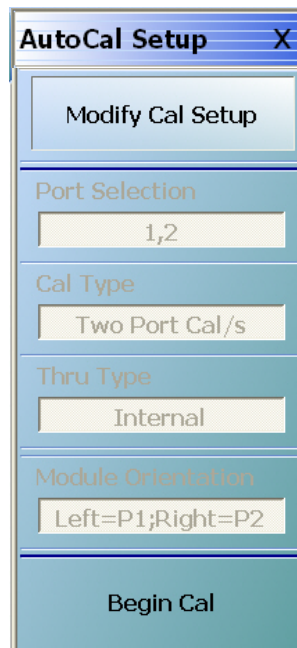 AutoCal Setup X
Modify Cal Setup
Port Selection
1,2
Cal Type
Two Port Cal/s
Thru Type
Internal
Module Orientation
Left=P1;Right=P2
Begin Cal